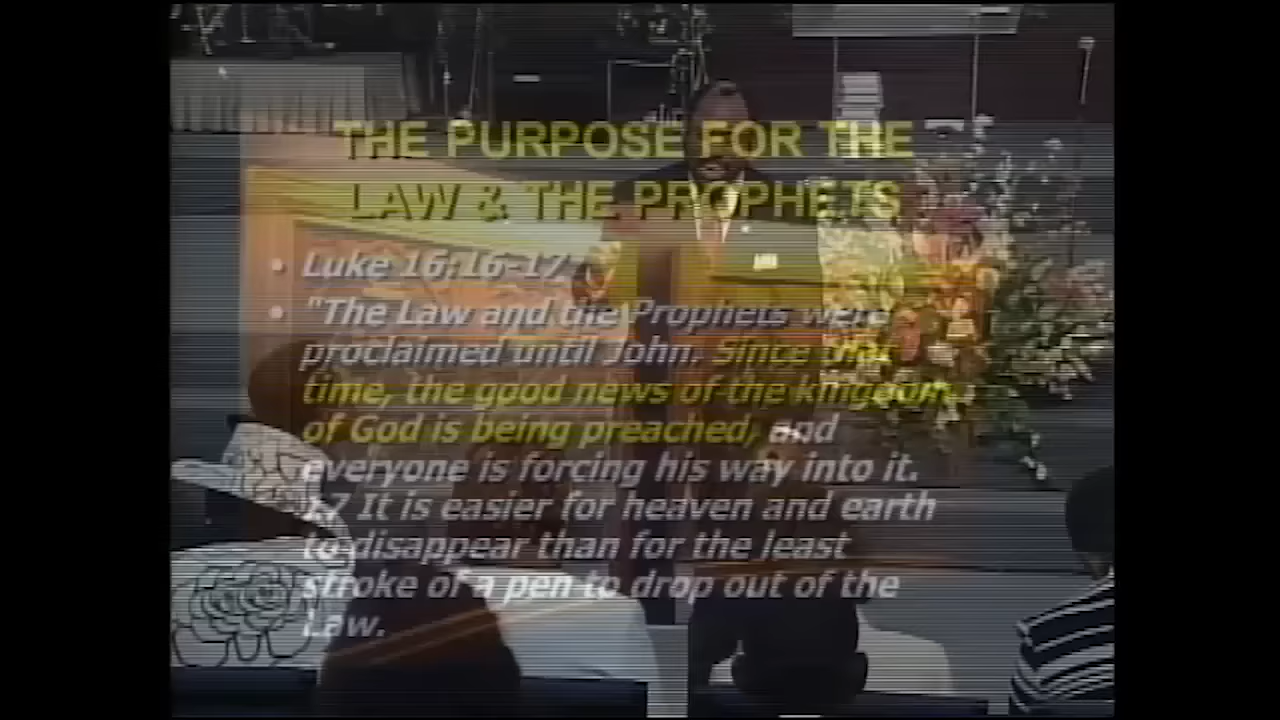 THE PURPOSE FOR THE
LAW & THE PROPHETS
• Luke 16:16-17
• "The Law and the Prophets were
proclaimed until John. Since that
time, the good news of the kingdom
of God is being preached, and
everyone is forcing his way into it.
17 It is easier for heaven and earth
to disappear than for the least
stroke of a pen to drop out of the
Law.